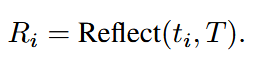 R_i = Reflect(t_i, T).